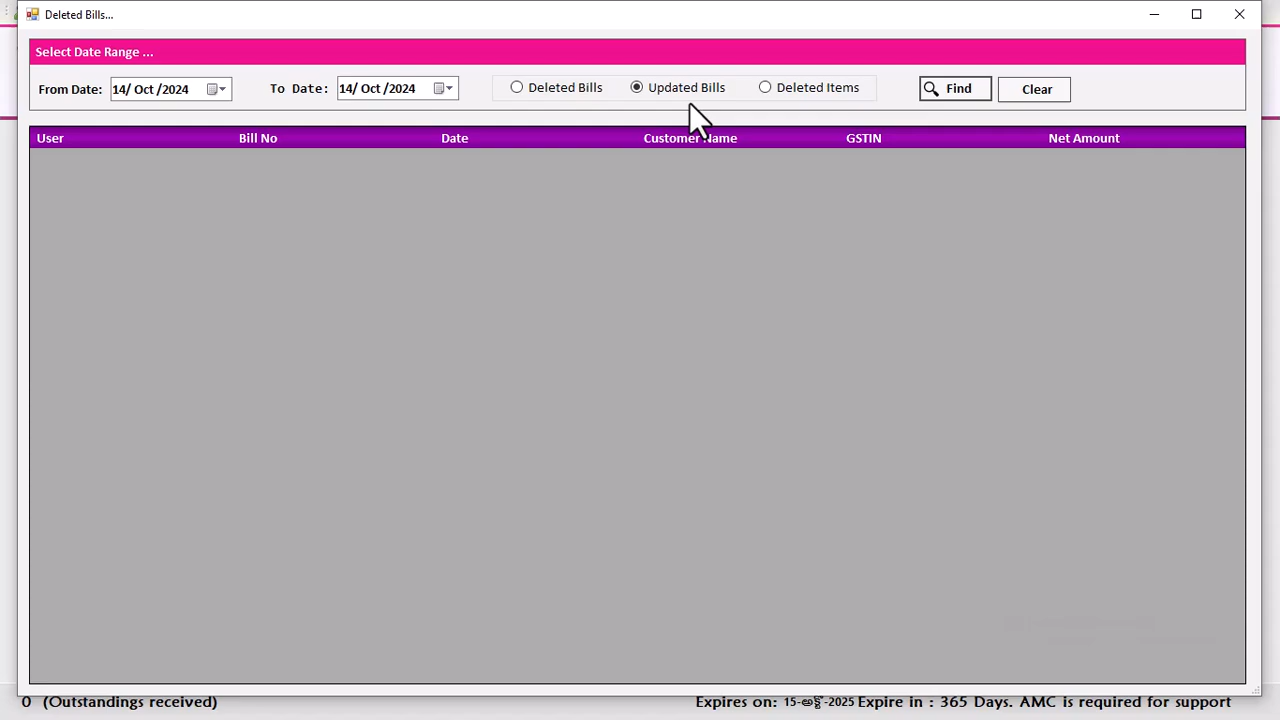 Deleted Bills...
Select Date Range ...
From Date: 14/ Oct /2024 To Date: 14/ Oct /2024 Deleted Bills Updated Bills Deleted Items Find Clear
User Bill No Date Customer Name GSTIN Net Amount
0 (Outstandings received) Expires on: 15-అక్టో-2025 Expire in : 365 Days. AMC is required for support